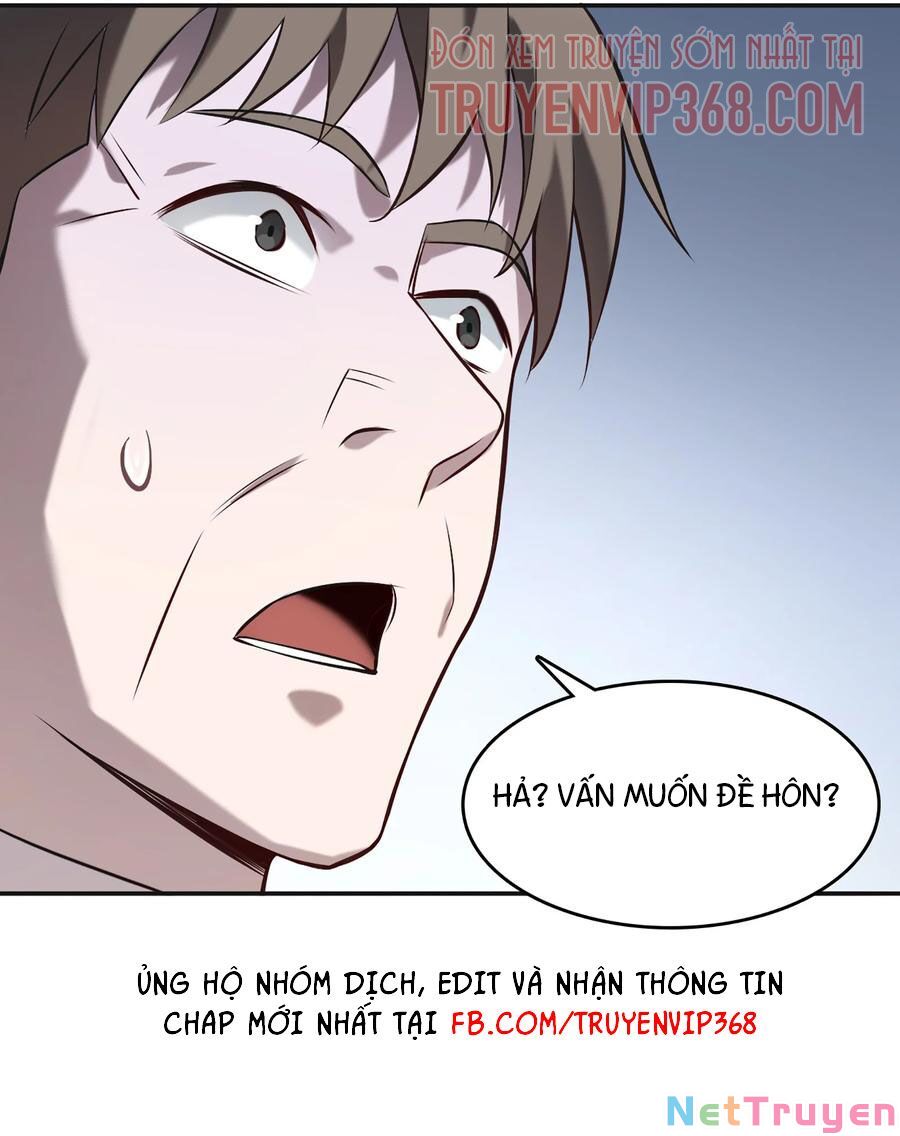 ĐÓN XEM TRUYỆN SỚM NHẤT TẠI
TRUYENVIP368.COM
HẢ? VẤN MUỐN ĐỀ HÔN?
ỦNG HỘ NHÓM DỊCH, EDIT VÀ NHẬN THÔNG TIN
CHAP MỚI NHẤT TẠI FB.COM/TRUYENVIP368
NetTruyen